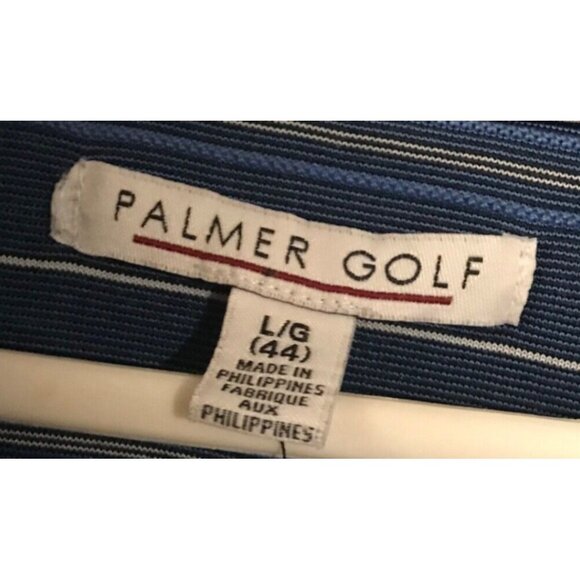 PALMER GOLF
L/G
(44)
MADE IN
PHILIPPINES
FABRIQUE
AUX
PHILIPPINES